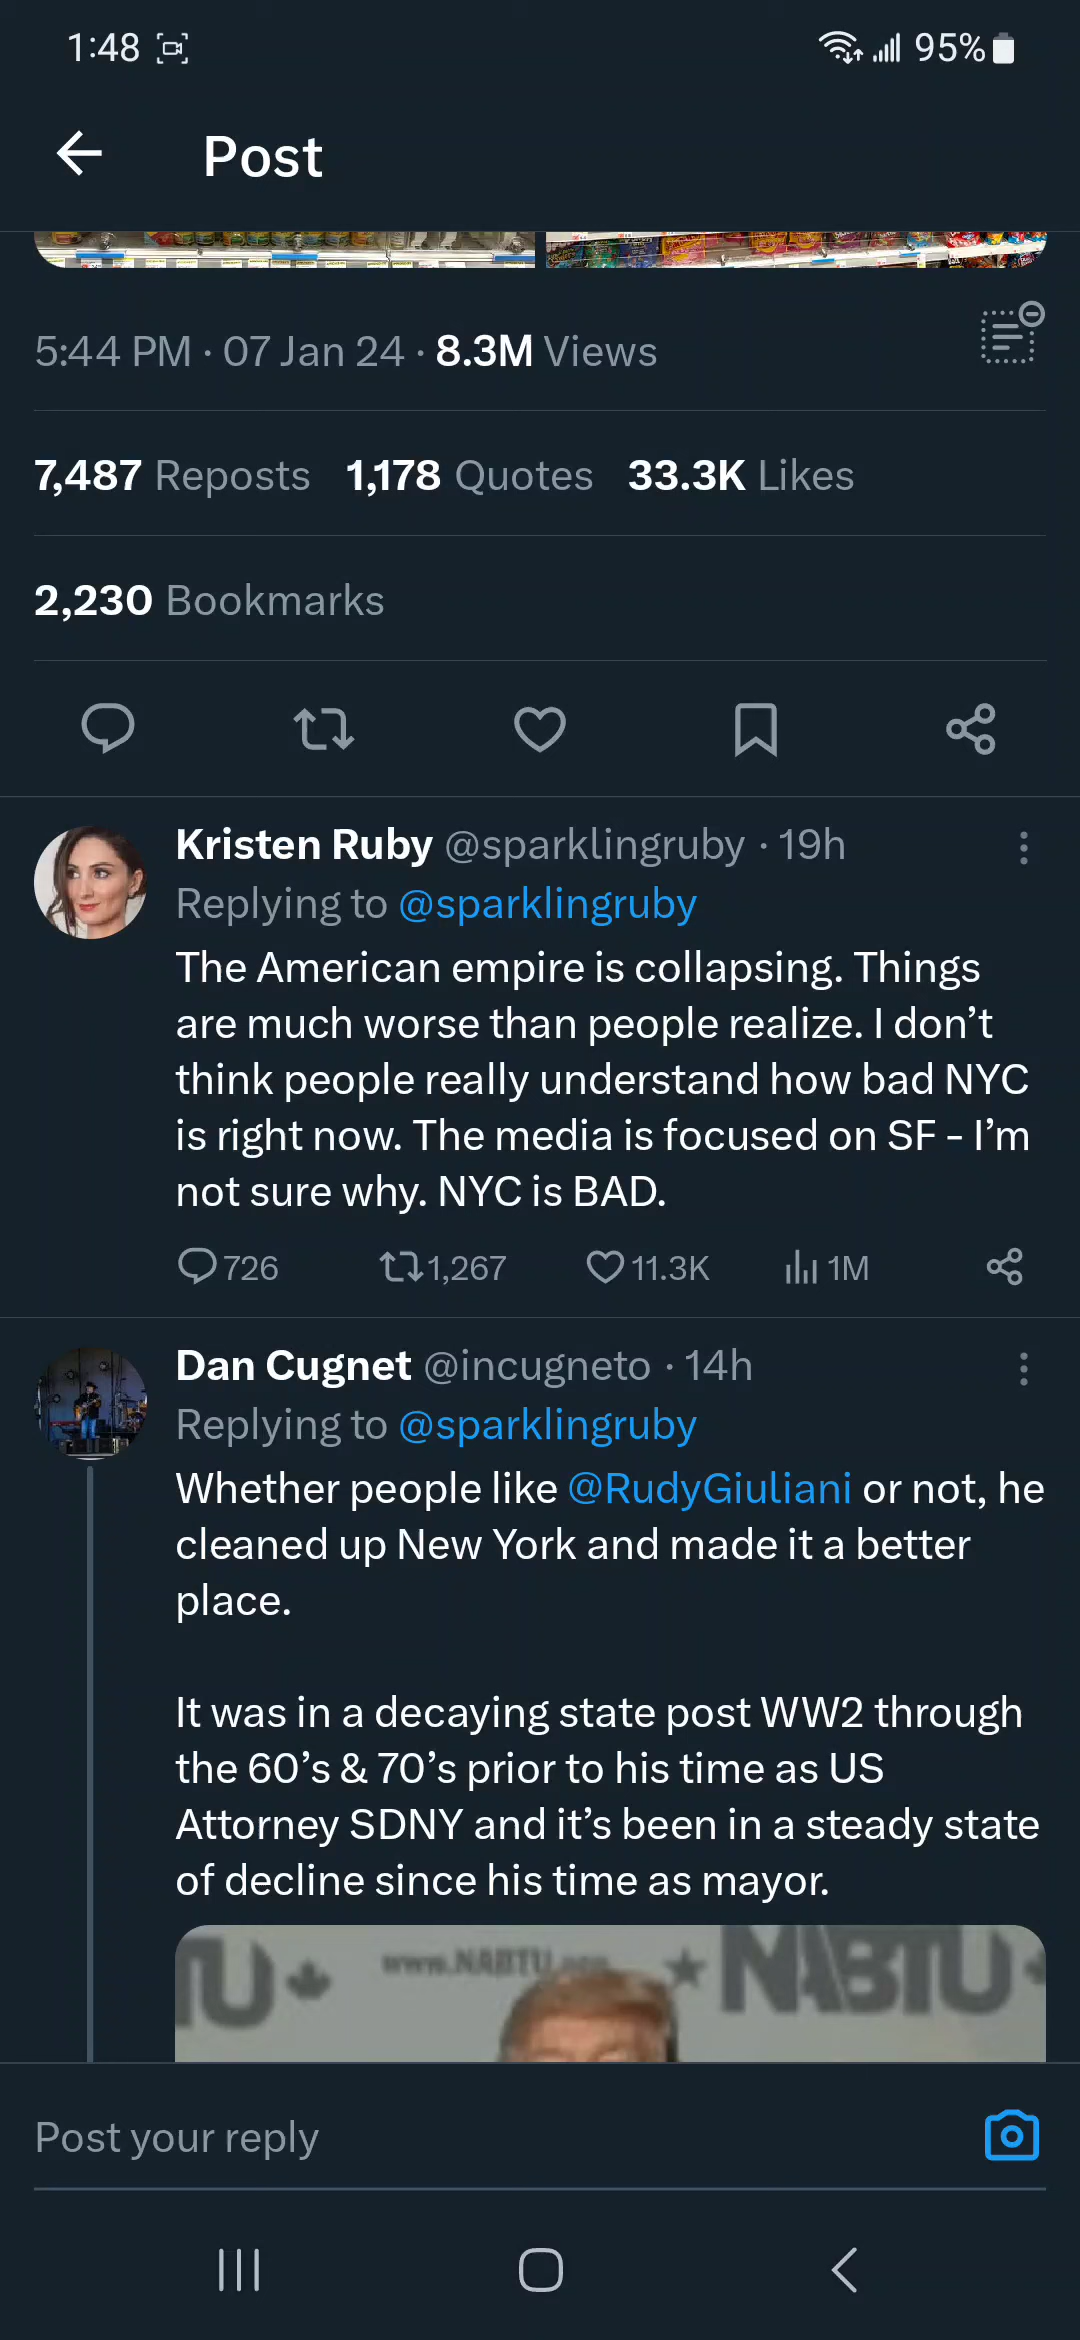 1:48 95%
Post
5:44 PM · 07 Jan 24 · 8.3M Views
7,487 Reposts 1,178 Quotes 33.3K Likes
2,230 Bookmarks
Kristen Ruby @sparklingruby · 19h
Replying to @sparklingruby
The American empire is collapsing. Things
are much worse than people realize. I don’t
think people really understand how bad NYC
is right now. The media is focused on SF - I’m
not sure why. NYC is BAD.
726 1,267 11.3K 1M
Dan Cugnet @incugneto · 14h
Replying to @sparklingruby
Whether people like @RudyGiuliani or not, he
cleaned up New York and made it a better
place.
It was in a decaying state post WW2 through
the 60’s & 70’s prior to his time as US
Attorney SDNY and it’s been in a steady state
of decline since his time as mayor.
TU www.NABTU.org NABTU
Post your reply